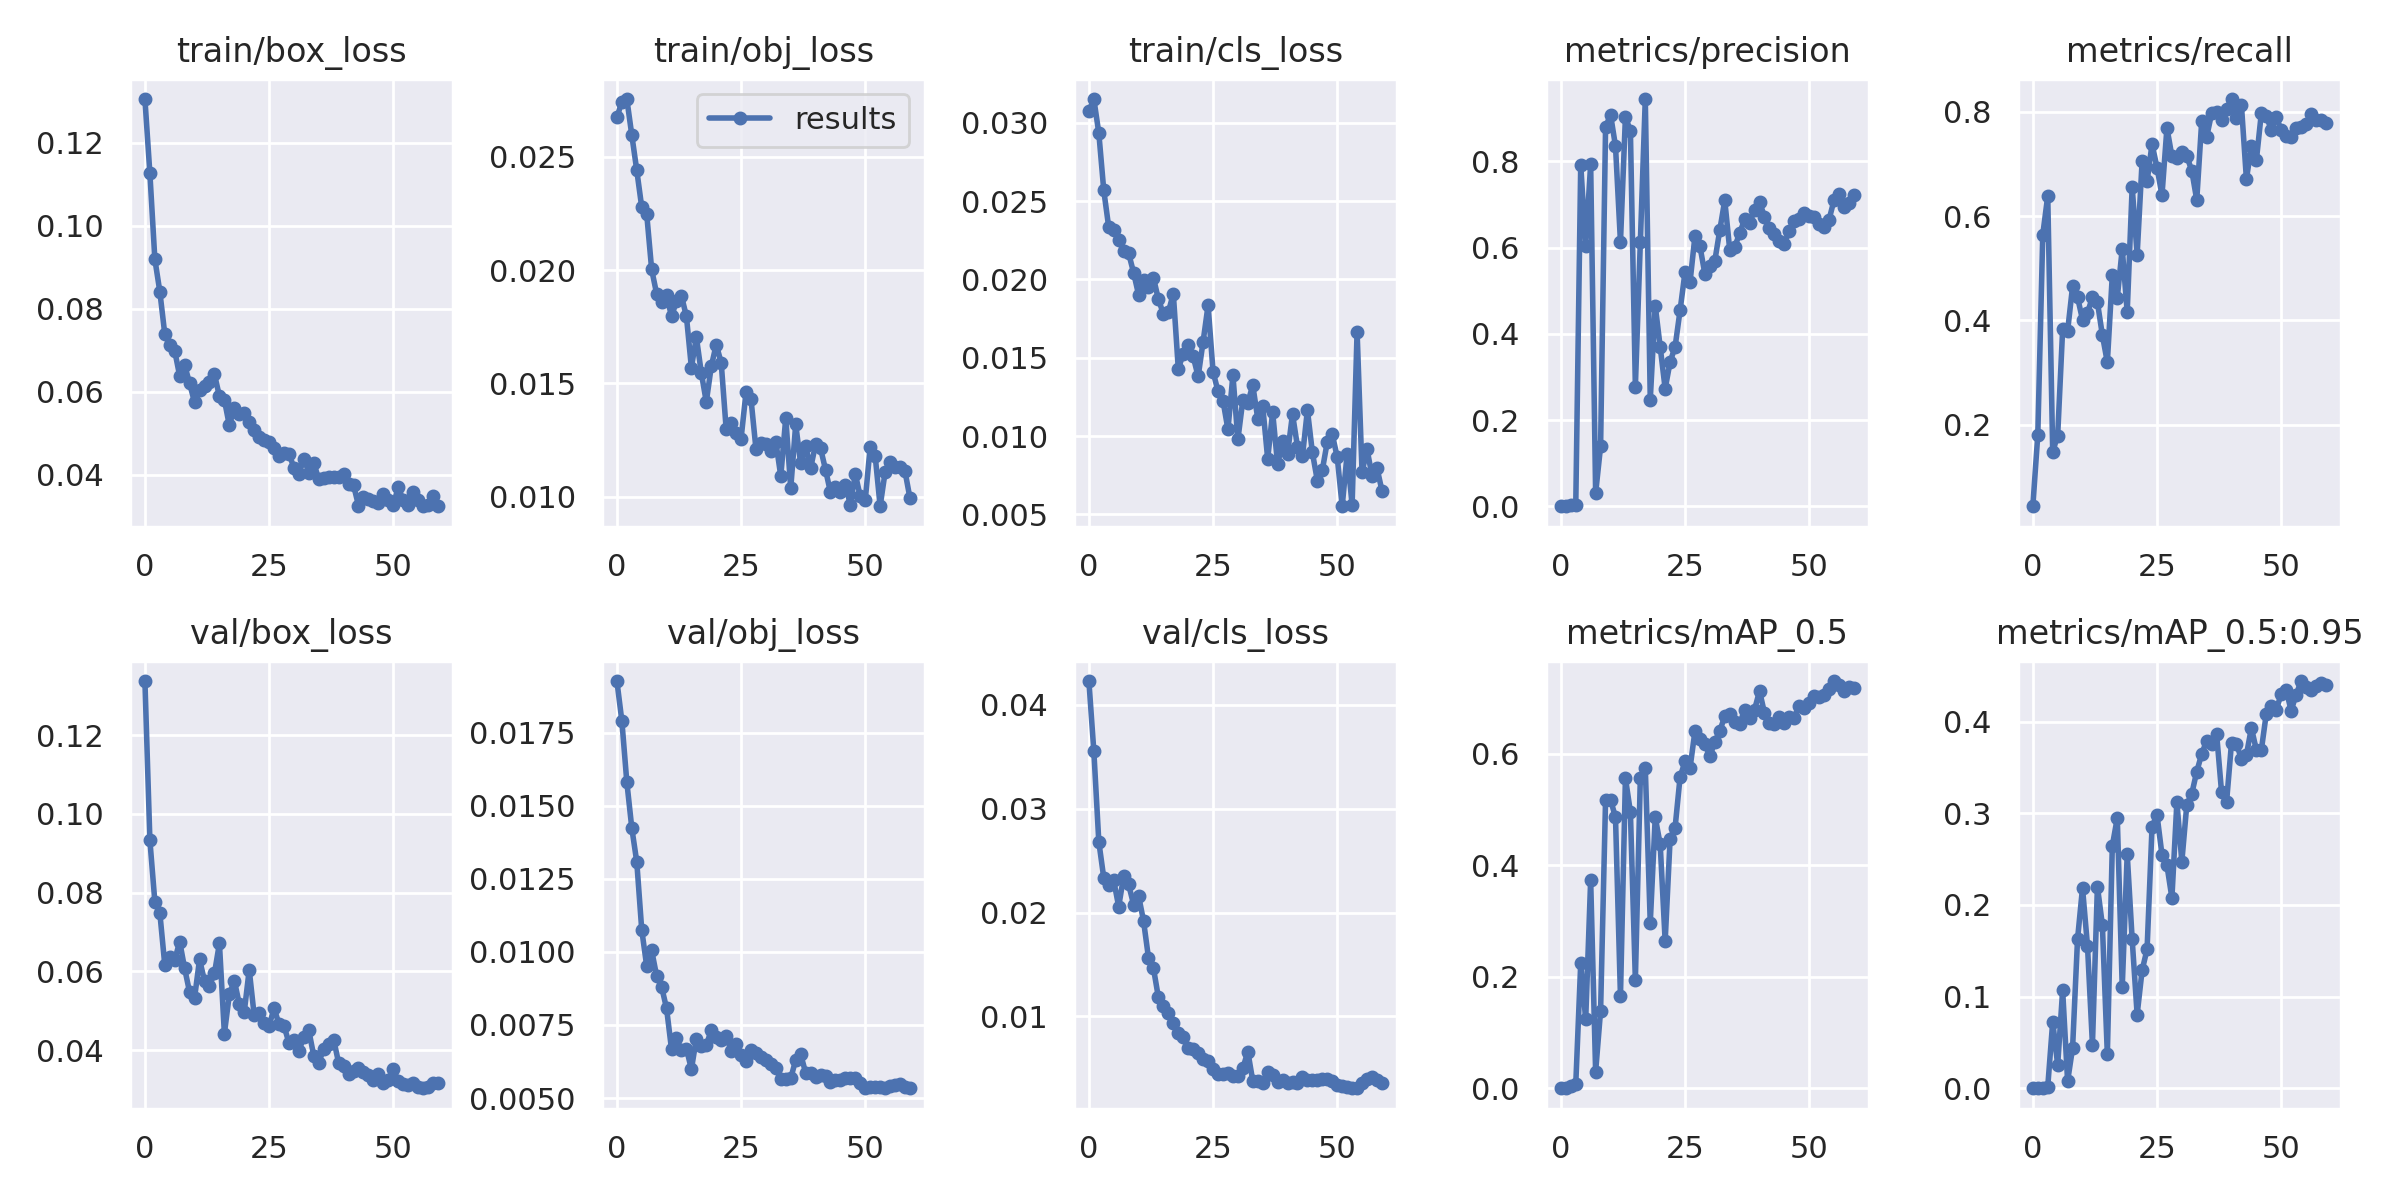 train/box_loss
0.12
0.10
0.08
0.06
0.04
0 25 50
train/obj_loss
results
0.025
0.020
0.015
0.010
0 25 50
train/cls_loss
0.030
0.025
0.020
0.015
0.010
0.005
0 25 50
metrics/precision
0.8
0.6
0.4
0.2
0.0
0 25 50
metrics/recall
0.8
0.6
0.4
0.2
0 25 50
val/box_loss
0.12
0.10
0.08
0.06
0.04
0 25 50
val/obj_loss
0.0175
0.0150
0.0125
0.0100
0.0075
0.0050
0 25 50
val/cls_loss
0.04
0.03
0.02
0.01
0 25 50
metrics/mAP_0.5
0.6
0.4
0.2
0.0
0 25 50
metrics/mAP_0.5:0.95
0.4
0.3
0.2
0.1
0.0
0 25 50